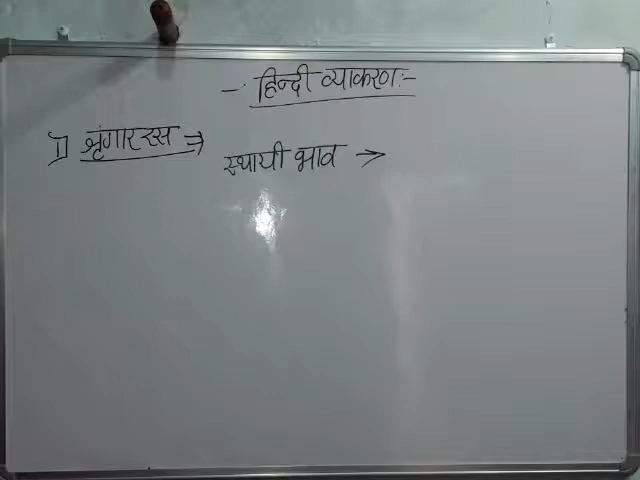 -: हिन्दी व्याकरण:-
1) श्रृंगार रस ⇒
स्थायी भाव →